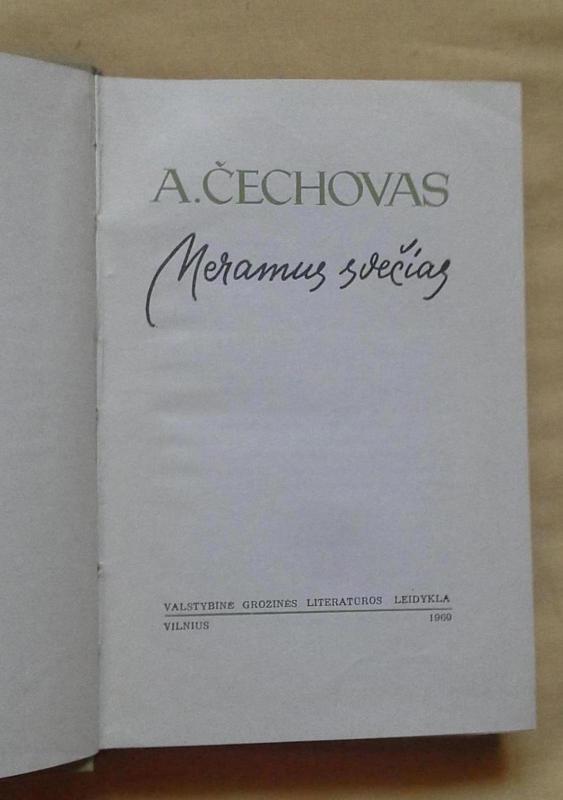 A. ČECHOVAS
Neramus svečias
VALSTYBINĖ GROŽINĖS LITERATŪROS LEIDYKLA
VILNIUS 1960